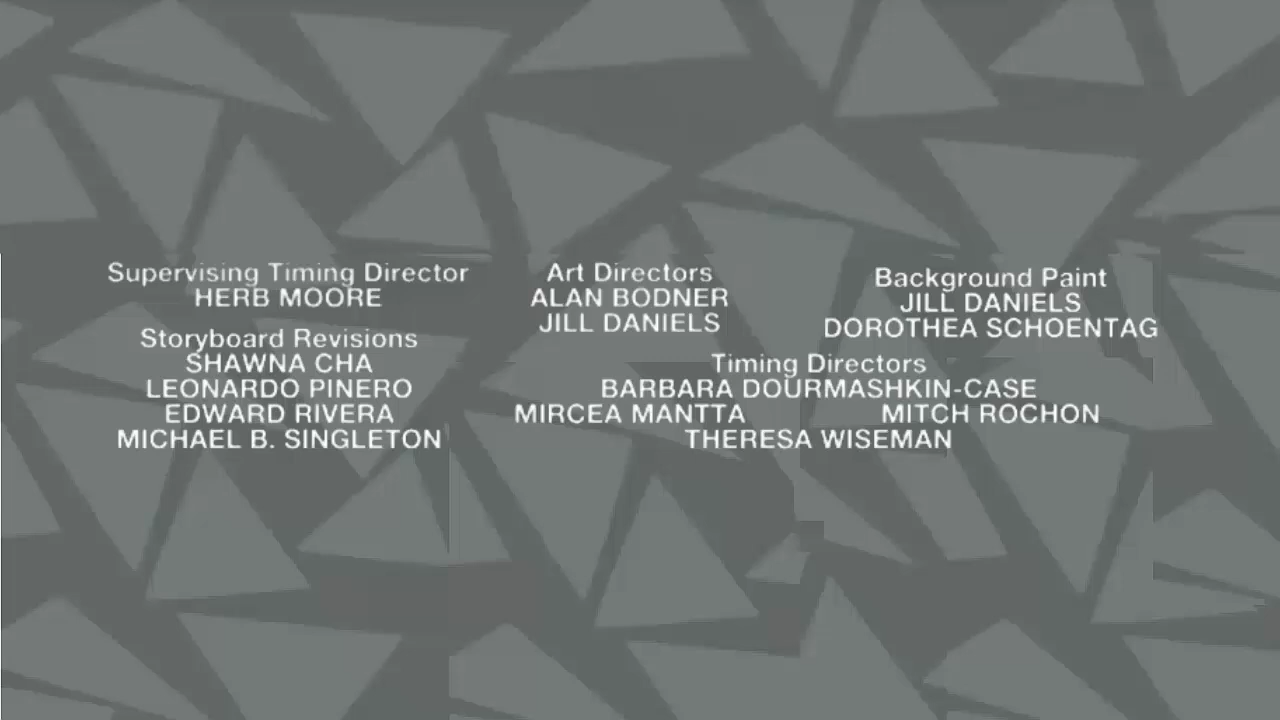 Supervising Timing Director
HERB MOORE
Storyboard Revisions
SHAWNA CHA
LEONARDO PINERO
EDWARD RIVERA
MICHAEL B. SINGLETON
Art Directors
ALAN BODNER
JILL DANIELS
Background Paint
JILL DANIELS
DOROTHEA SCHOENTAG
Timing Directors
BARBARA DOURMASHKIN-CASE
MIRCEA MANTTA MITCH ROCHON
THERESA WISEMAN